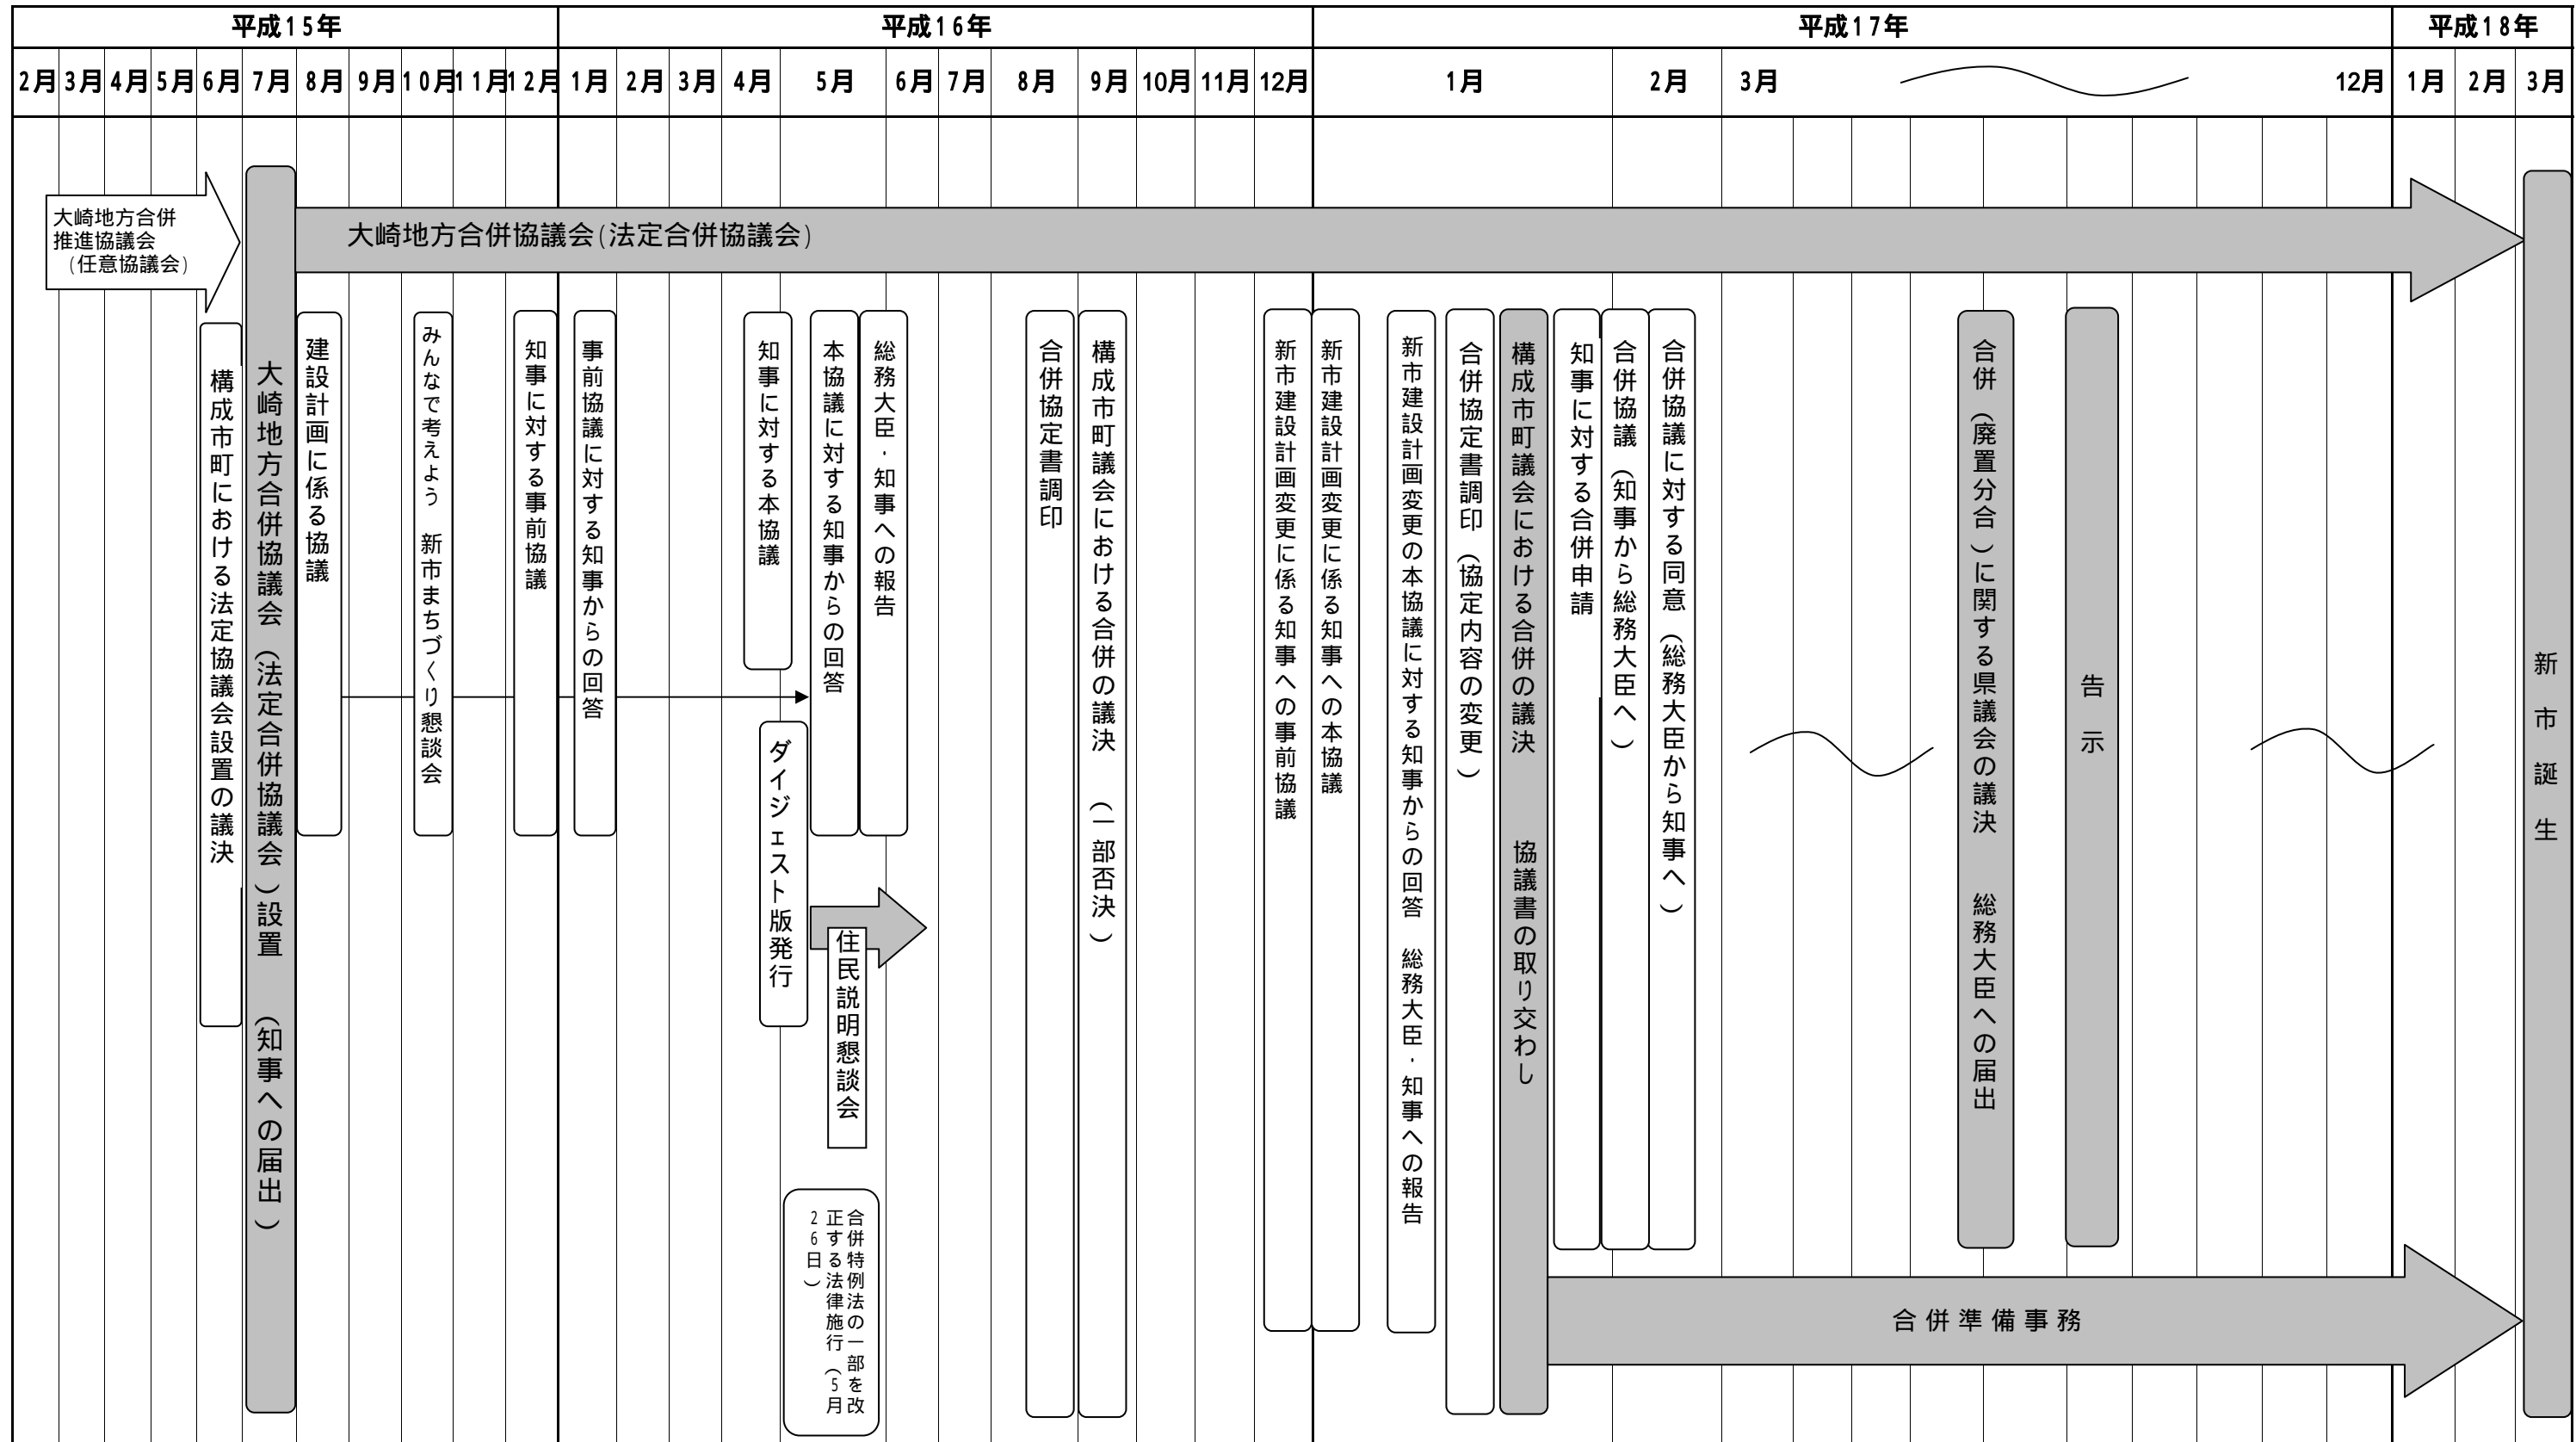 平成15年
平成16年
平成17年
平成18年
2月
3月
4月
5月
6月
7月
8月
9月
10月
11月
12月
1月
2月
3月
4月
5月
6月
7月
8月
9月
10月
11月
12月
1月
2月
3月
12月
1月
2月
3月
大崎地方合併
推進協議会
(任意協議会)
大崎地方合併協議会(法定合併協議会)
構成市町における法定協議会設置の議決
大崎地方合併協議会(法定合併協議会)設置 (知事への届出)
建設計画に係る協議
みんなで考えよう 新市まちづくり懇談会
知事に対する事前協議
事前協議に対する知事からの回答
知事に対する本協議
ダイジェスト版発行
本協議に対する知事からの回答
総務大臣・知事への報告
住民説明懇談会
合併特例法の一部を改
正する法律施行(5月
26日)
合併協定書調印
構成市町議会における合併の議決 (一部否決)
新市建設計画変更に係る知事への事前協議
新市建設計画変更に係る知事への本協議
新市建設計画変更の本協議に対する知事からの回答 総務大臣・知事への報告
合併協定書調印(協定内容の変更)
構成市町議会における合併の議決 協議書の取り交わし
知事に対する合併申請
合併協議(知事から総務大臣へ)
合併協議に対する同意(総務大臣から知事へ)
合併(廃置分合)に関する県議会の議決 総務大臣への届出
告示
合併準備事務
新市誕生